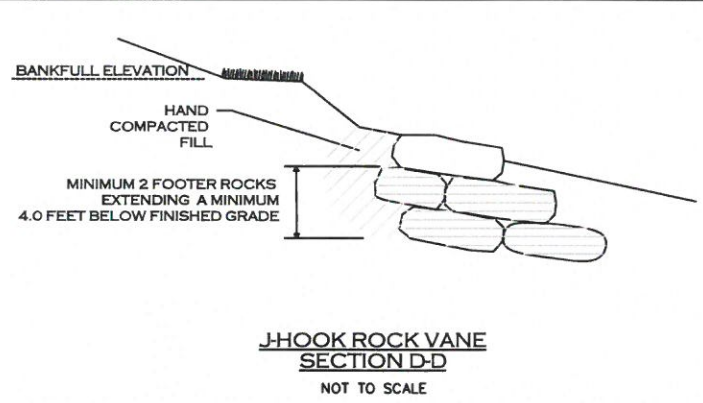 BANKFULL ELEVATION
HAND
COMPACTED
FILL
MINIMUM 2 FOOTER ROCKS
EXTENDING A MINIMUM
4.0 FEET BELOW FINISHED GRADE
J-HOOK ROCK VANE
SECTION D-D
NOT TO SCALE